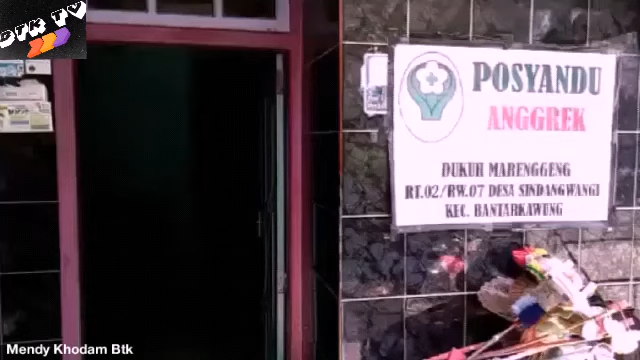 BTK TV
POSYANDU
ANGGREK
DUKUH MARENGGENG
RT.02/RW.07 DESA SINDANGWANGI
KEC. BANTARKAWUNG
Mendy Khodam Btk